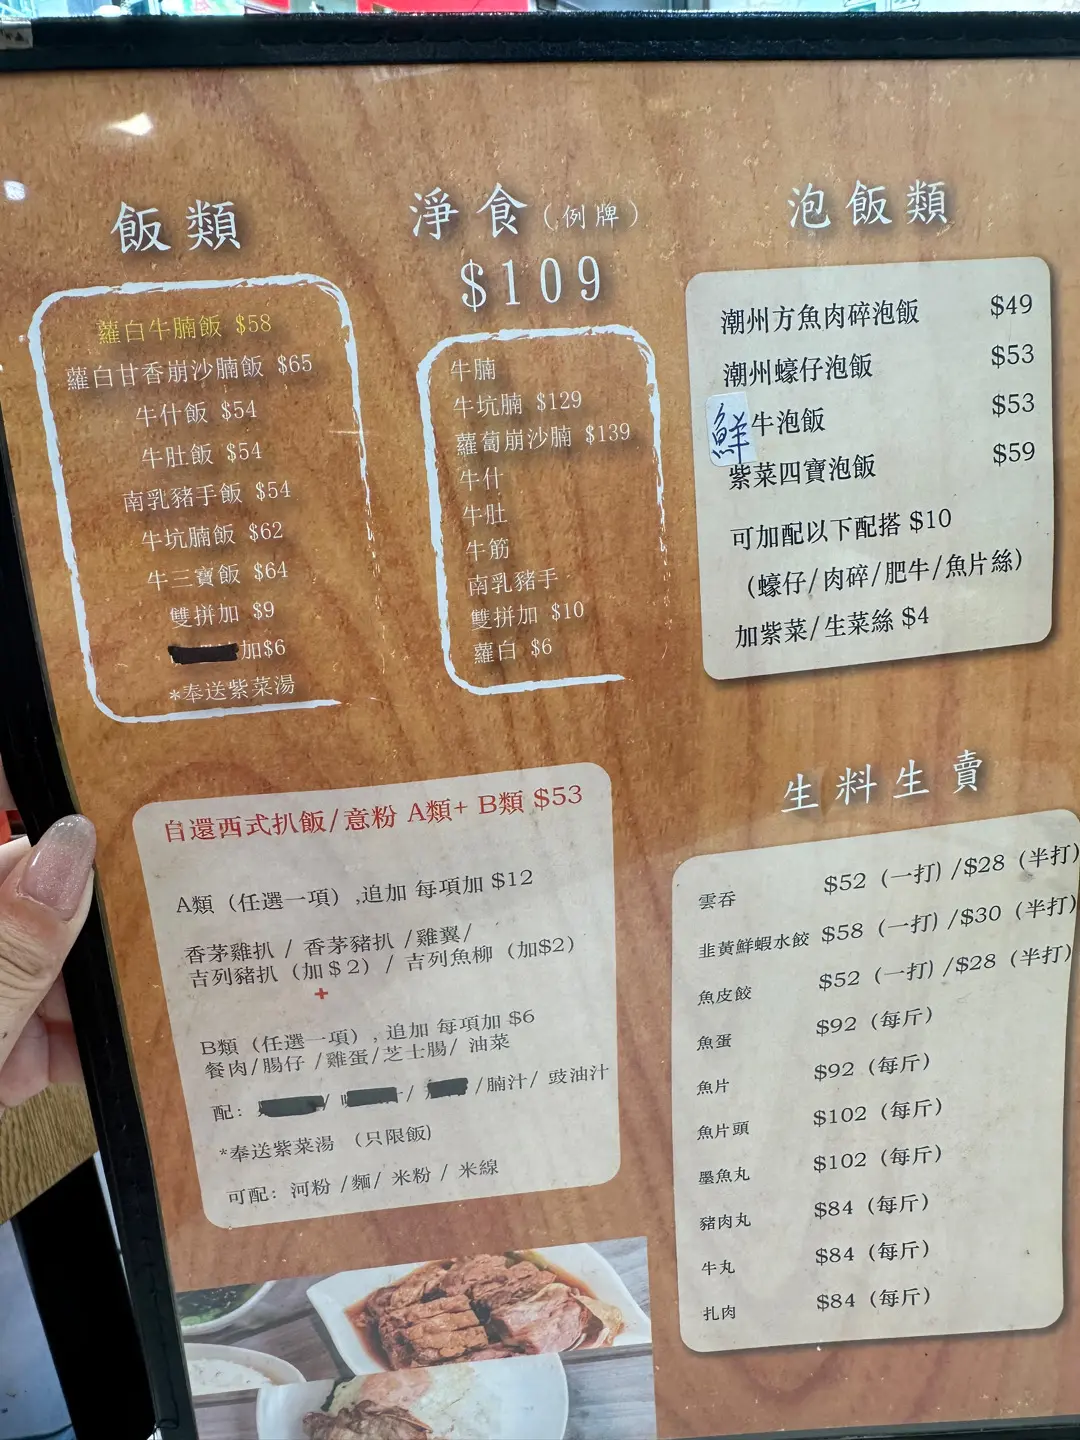 飯類
蘿白牛腩飯 $58
蘿白甘香崩沙腩飯 $65
牛什飯 $54
牛肚飯 $54
南乳豬手飯 $54
牛坑腩飯 $62
牛三寶飯 $64
雙拼加 $9
加$6
*奉送紫菜湯
淨食（例牌）
$109
牛腩
牛坑腩 $129
蘿蔔崩沙腩 $139
牛什
牛肚
牛筋
南乳豬手
雙拼加 $10
蘿白 $6
泡飯類
潮州方魚肉碎泡飯 $49
潮州蠔仔泡飯 $53
鮮牛泡飯 $53
紫菜四寶泡飯 $59
可加配以下配搭 $10
（蠔仔/肉碎/肥牛/魚片絲）
加紫菜/生菜絲 $4
自還西式扒飯/意粉 A類+ B類 $53
A類（任選一項）,追加 每項加 $12
香茅雞扒 / 香茅豬扒 /雞翼/
吉列豬扒（加$2）/ 吉列魚柳（加$2）
+
B類（任選一項）, 追加 每項加 $6
餐肉/腸仔 /雞蛋/芝士腸/ 油菜
配: / / /腩汁/ 豉油汁
*奉送紫菜湯 （只限飯)
可配: 河粉 /麵/ 米粉 / 米線
生料生賣
雲吞 $52（一打）/$28（半打）
韭黃鮮蝦水餃 $58（一打）/$30（半打）
魚皮餃 $52（一打）/$28（半打）
魚蛋 $92（每斤）
魚片 $92（每斤）
魚片頭 $102（每斤）
墨魚丸 $102（每斤）
豬肉丸 $84（每斤）
牛丸 $84（每斤）
扎肉 $84（每斤）